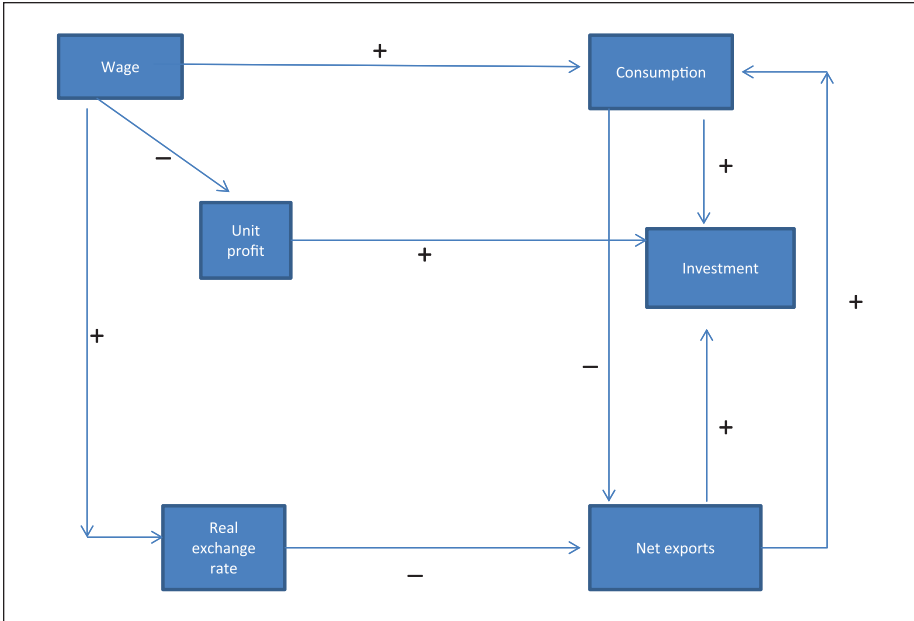 +
Wage
Consumption
–
+
Unit
profit
+
Investment
+
+
–
+
Real
exchange
rate
Net exports
–